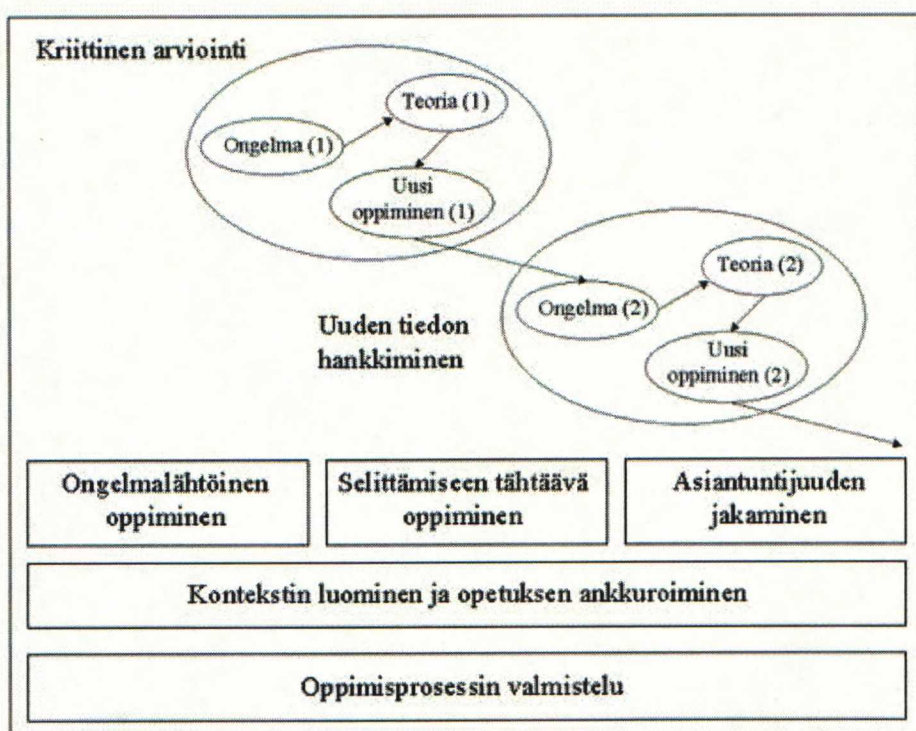 Kriittinen arviointi
Teoria (1)
Ongelma (1)
Uusi
oppiminen (1)
Teoria (2)
Ongelma (2)
Uusi
oppiminen (2)
Uuden tiedon
hankkiminen
Ongelmalähtöinen
oppiminen
Selittämiseen tähtäävä
oppiminen
Asiantuntijuuden
jakaminen
Kontekstin luominen ja opetuksen ankkuroiminen
Oppimisprosessin valmistelu